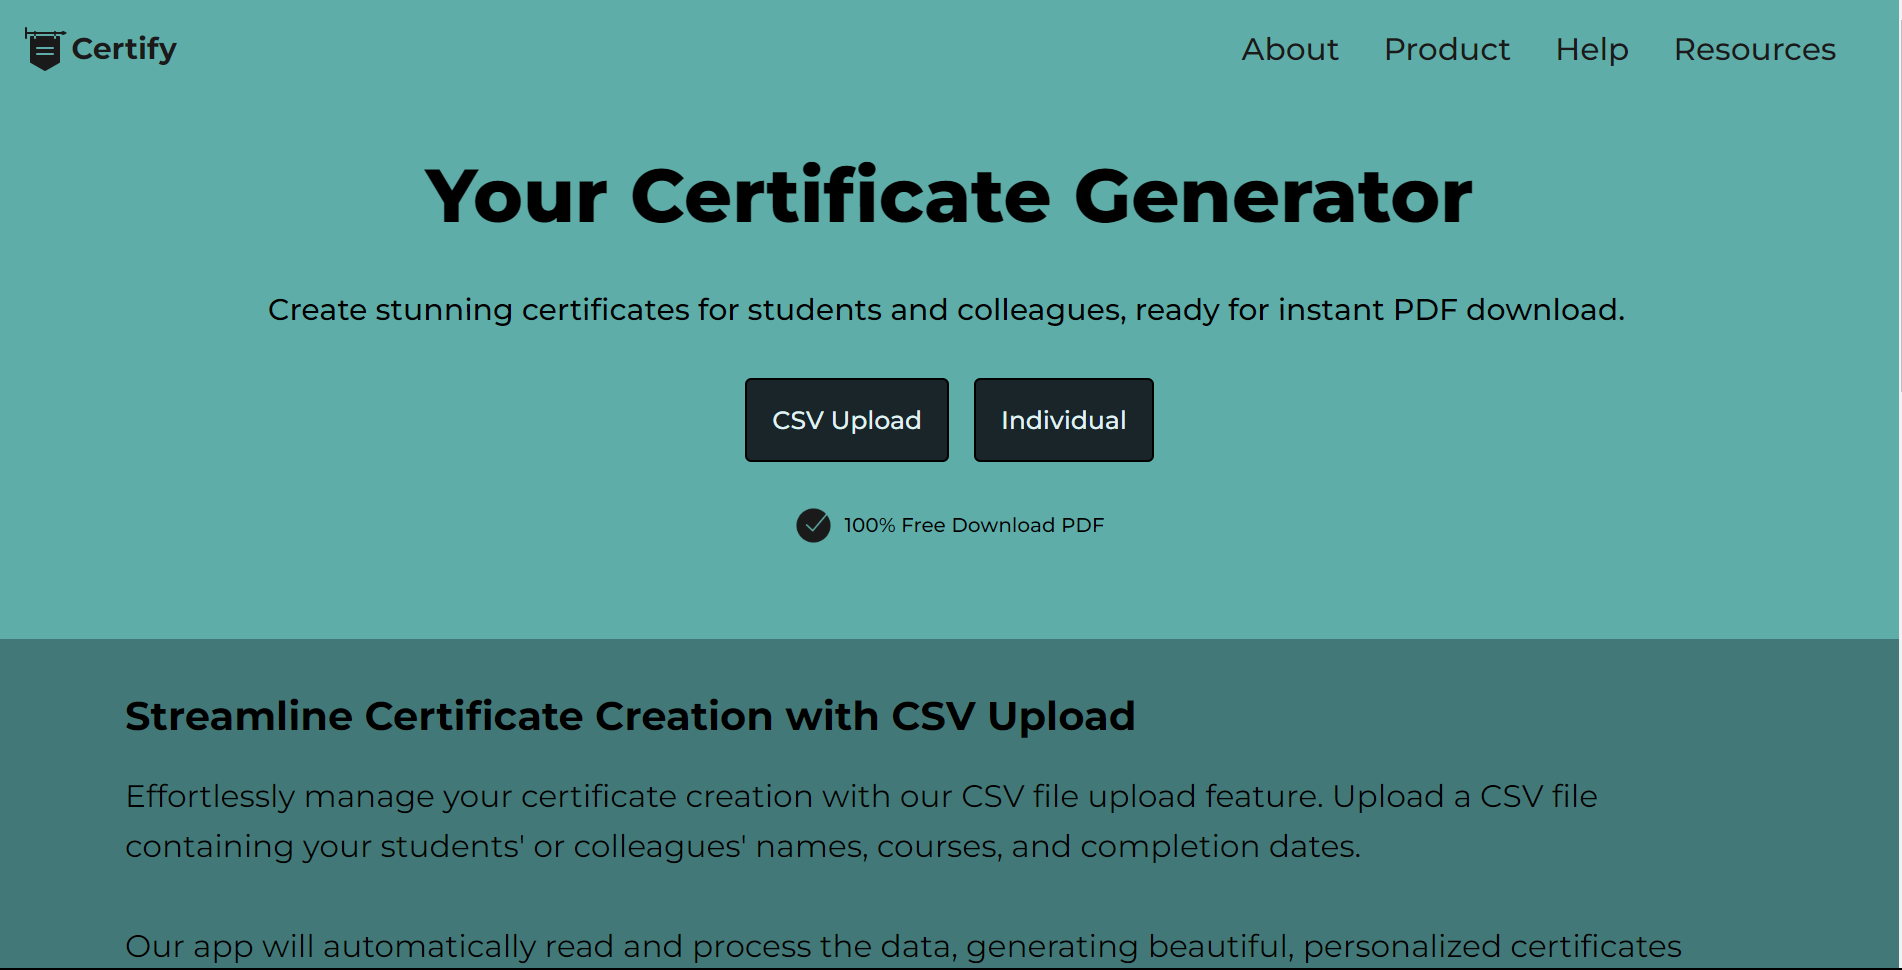 Certify
About
Product
Help
Resources
Your Certificate Generator
Create stunning certificates for students and colleagues, ready for instant PDF download.
CSV Upload
Individual
100% Free Download PDF
Streamline Certificate Creation with CSV Upload
Effortlessly manage your certificate creation with our CSV file upload feature. Upload a CSV file
containing your students' or colleagues' names, courses, and completion dates.
Our app will automatically read and process the data, generating beautiful, personalized certificates